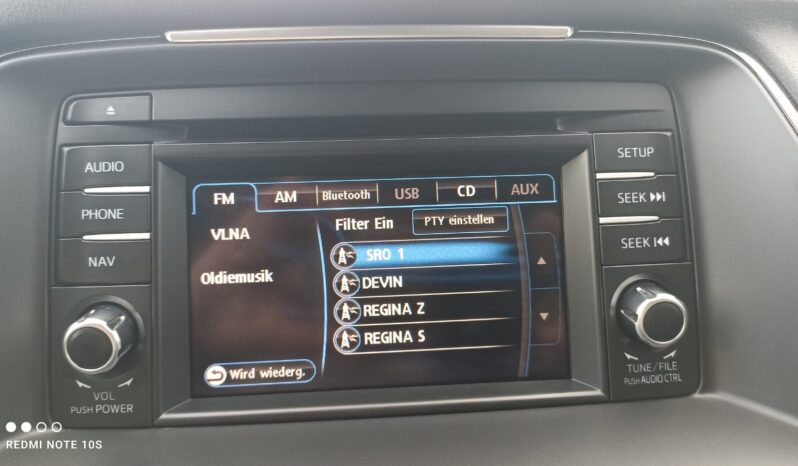 AUDIO
PHONE
NAV
VOL
PUSH POWER
FM AM Bluetooth USB CD AUX
VLNA
Oldiemusik
Filter Ein PTY einstellen
SRO 1
DEVIN
REGINA Z
REGINA S
Wird wiederg.
SETUP
SEEK
SEEK
TUNE/FILE
PUSH AUDIO CTRL
REDMI NOTE 10S